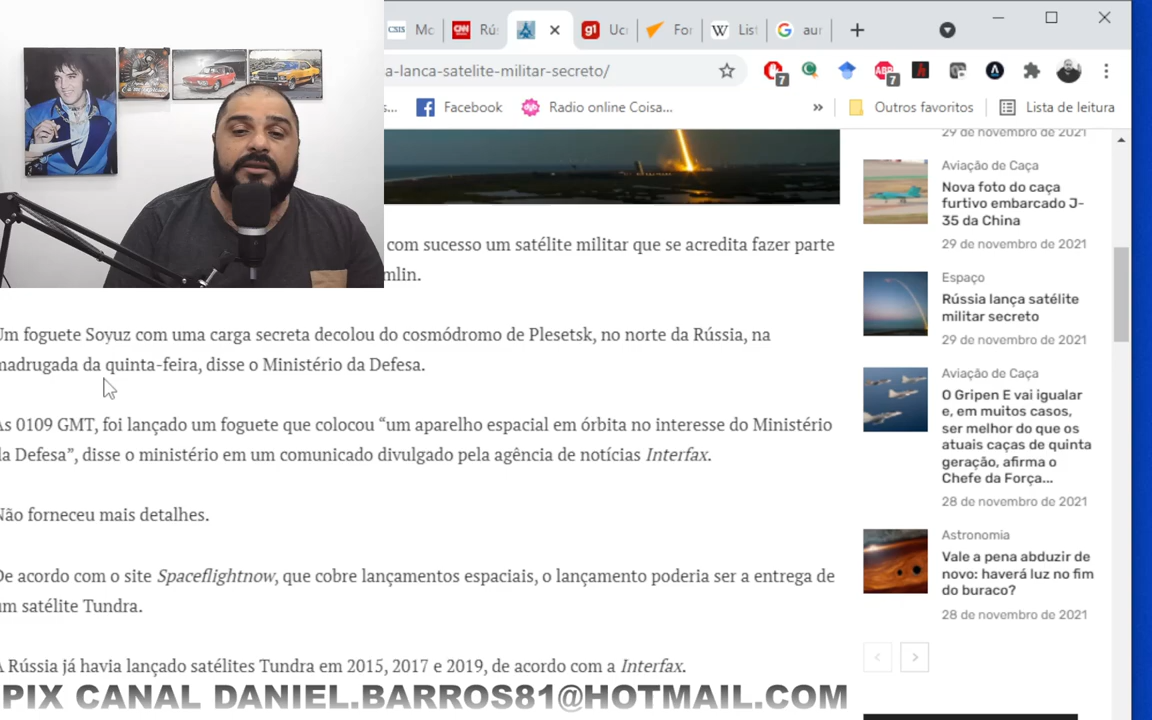 CSIS Mc
CNN Rú:
g1 Ucr
For
W List
G aur
a-lanca-satelite-militar-secreto/
7
ABP 7
s...
Facebook
Radio online Coisa...
»
Outros favoritos
Lista de leitura
com sucesso um satélite militar que se acredita fazer parte
mlin.
Um foguete Soyuz com uma carga secreta decolou do cosmódromo de Plesetsk, no norte da Rússia, na
madrugada da quinta-feira, disse o Ministério da Defesa.
As 0109 GMT, foi lançado um foguete que colocou “um aparelho espacial em órbita no interesse do Ministério
da Defesa”, disse o ministério em um comunicado divulgado pela agência de notícias Interfax.
Não forneceu mais detalhes.
De acordo com o site Spaceflightnow, que cobre lançamentos espaciais, o lançamento poderia ser a entrega de
um satélite Tundra.
A Rússia já havia lançado satélites Tundra em 2015, 2017 e 2019, de acordo com a Interfax.
29 de novembro de 2021
Aviação de Caça
Nova foto do caça
furtivo embarcado J-
35 da China
29 de novembro de 2021
Espaço
Rússia lança satélite
militar secreto
29 de novembro de 2021
Aviação de Caça
O Gripen E vai igualar
e, em muitos casos,
ser melhor do que os
atuais caças de quinta
geração, afirma o
Chefe da Força...
28 de novembro de 2021
Astronomia
Vale a pena abduzir de
novo: haverá luz no fim
do buraco?
28 de novembro de 2021
PIX CANAL DANIEL.BARROS81@HOTMAIL.COM